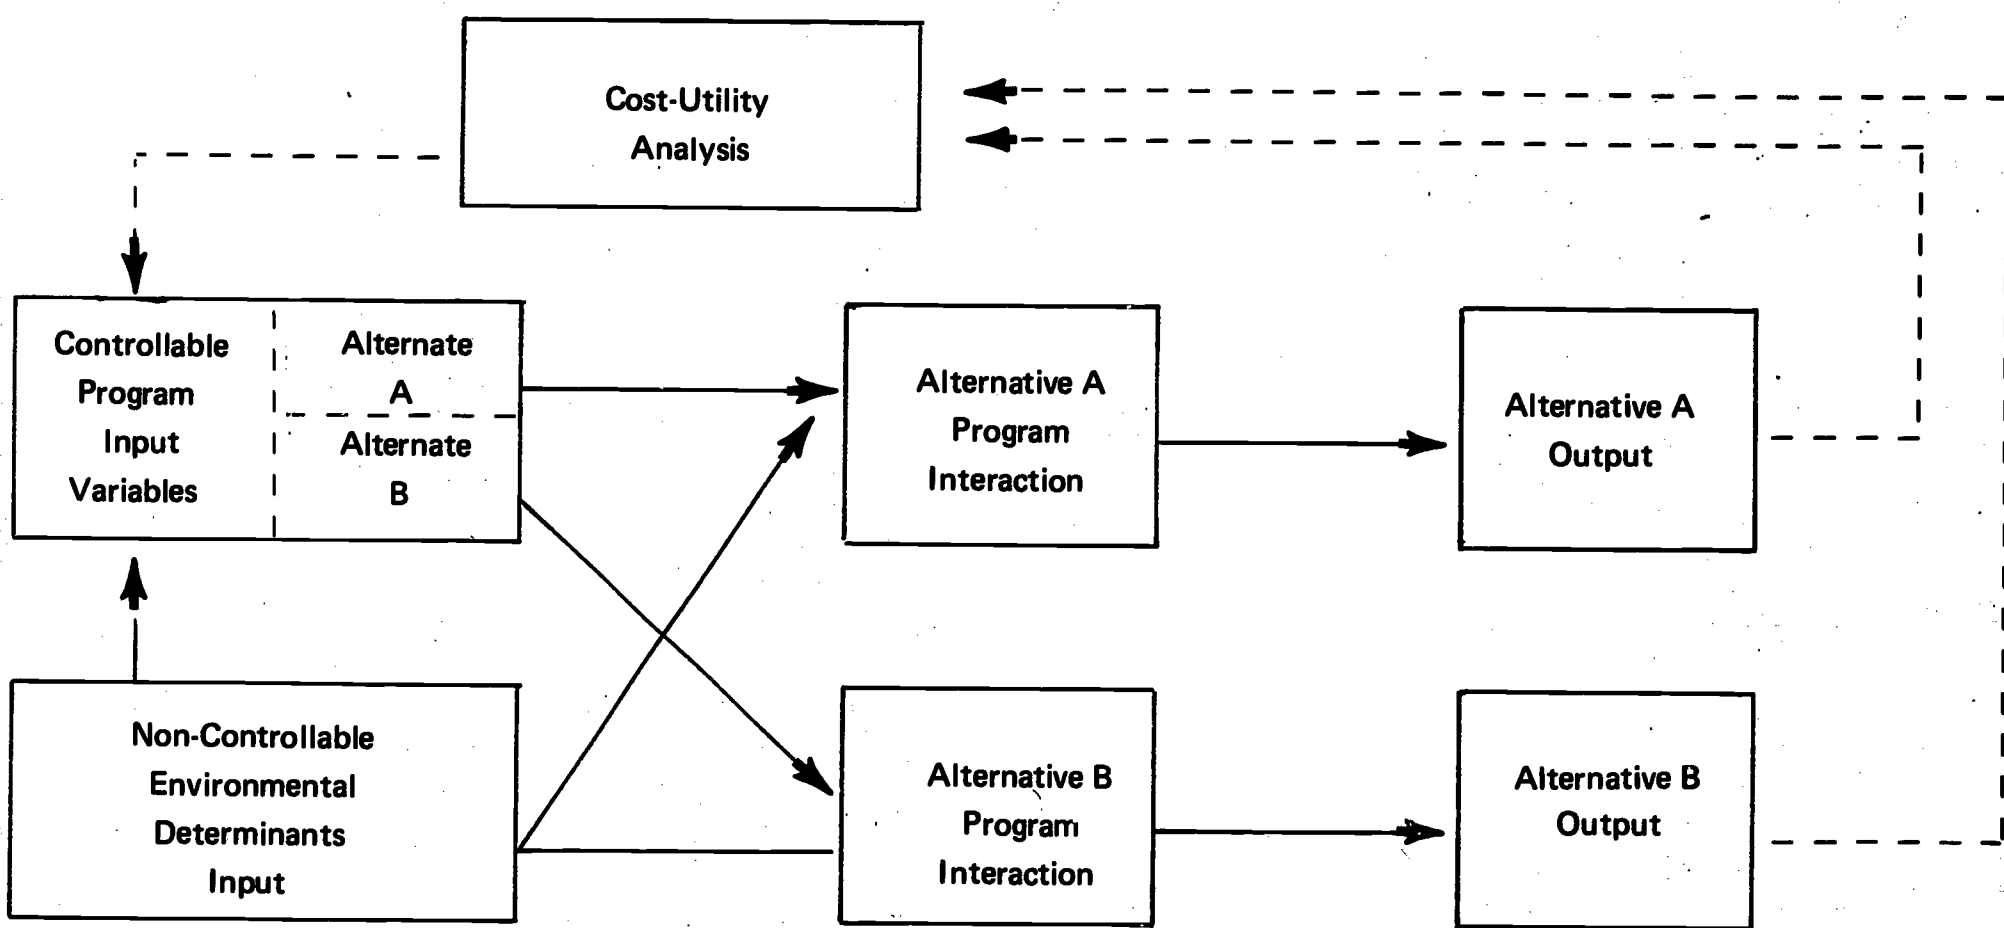 Cost-Utility
Analysis
Controllable
Program
Input
Variables
Alternate
A
Alternate
B
Alternative A
Program
Interaction
Alternative A
Output
Non-Controllable
Environmental
Determinants
Input
Alternative B
Program
Interaction
Alternative B
Output